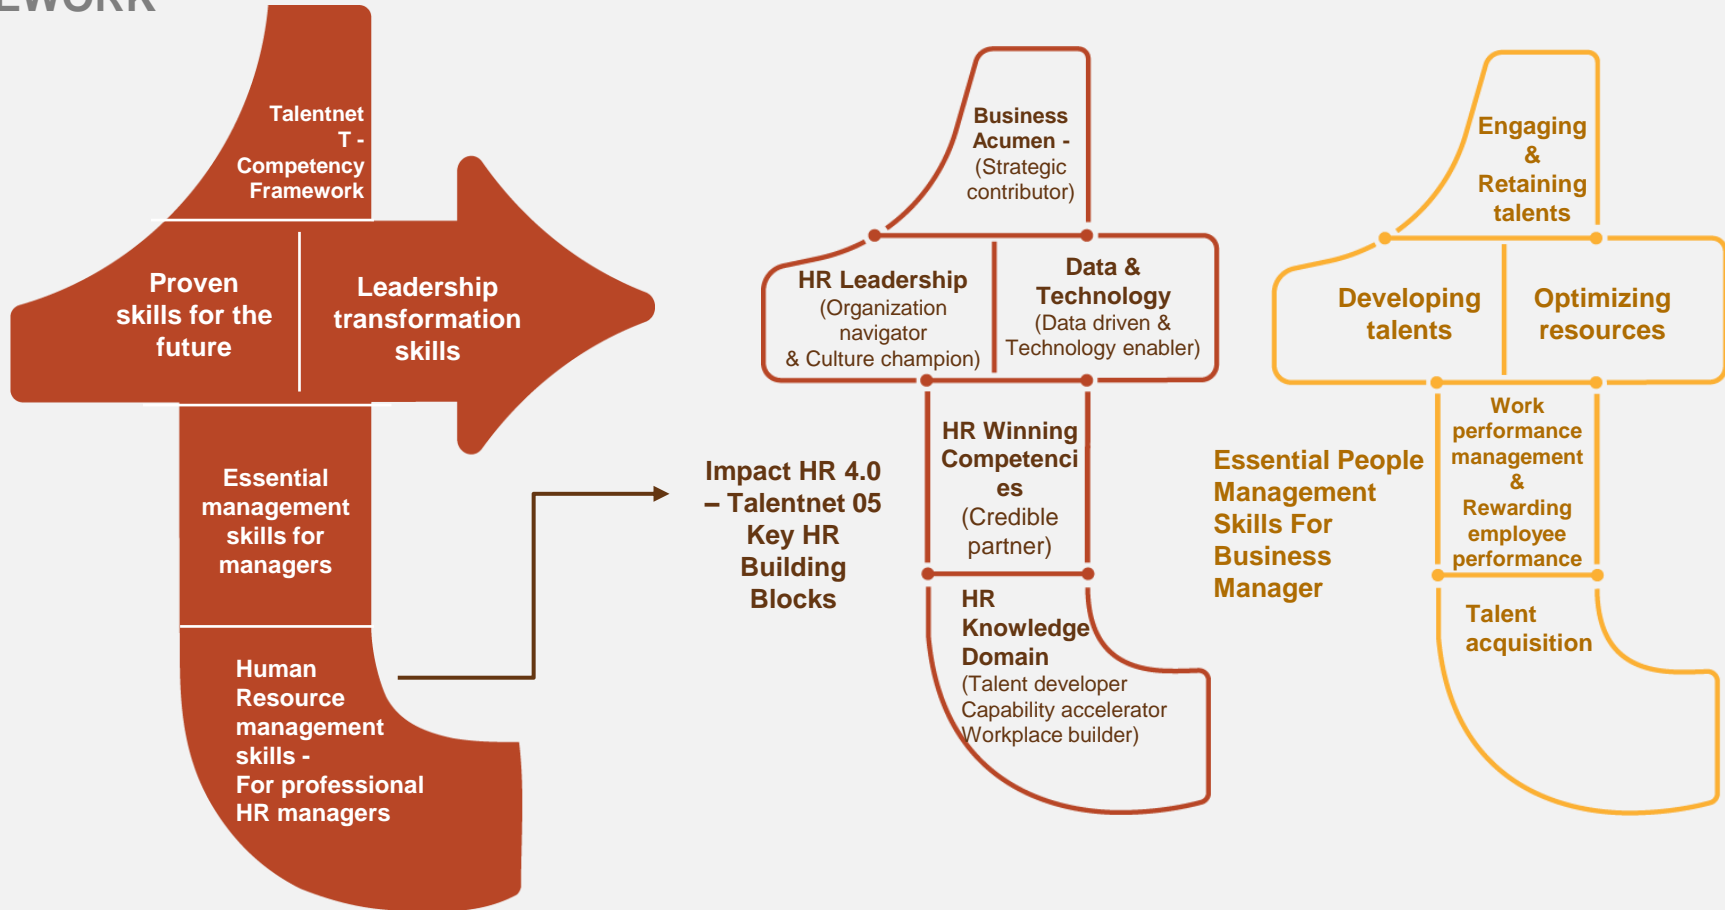 Talentnet
T -
Competency
Framework
Proven
skills for the
future
Leadership
transformation
skills
Essential
management
skills for
managers
Human
Resource
management
skills -
For professional
HR managers
Impact HR 4.0
– Talentnet 05
Key HR
Building
Blocks
Business
Acumen -
(Strategic
contributor)
HR Leadership
(Organization
navigator
& Culture champion)
Data &
Technology
(Data driven &
Technology enabler)
HR Winning
Competenci
es
(Credible
partner)
HR
Knowledge
Domain
(Talent developer
Capability accelerator
Workplace builder)
Essential People
Management
Skills For
Business
Manager
Engaging
&
Retaining
talents
Developing
talents
Optimizing
resources
Work
performance
management
&
Rewarding
employee
performance
Talent
acquisition